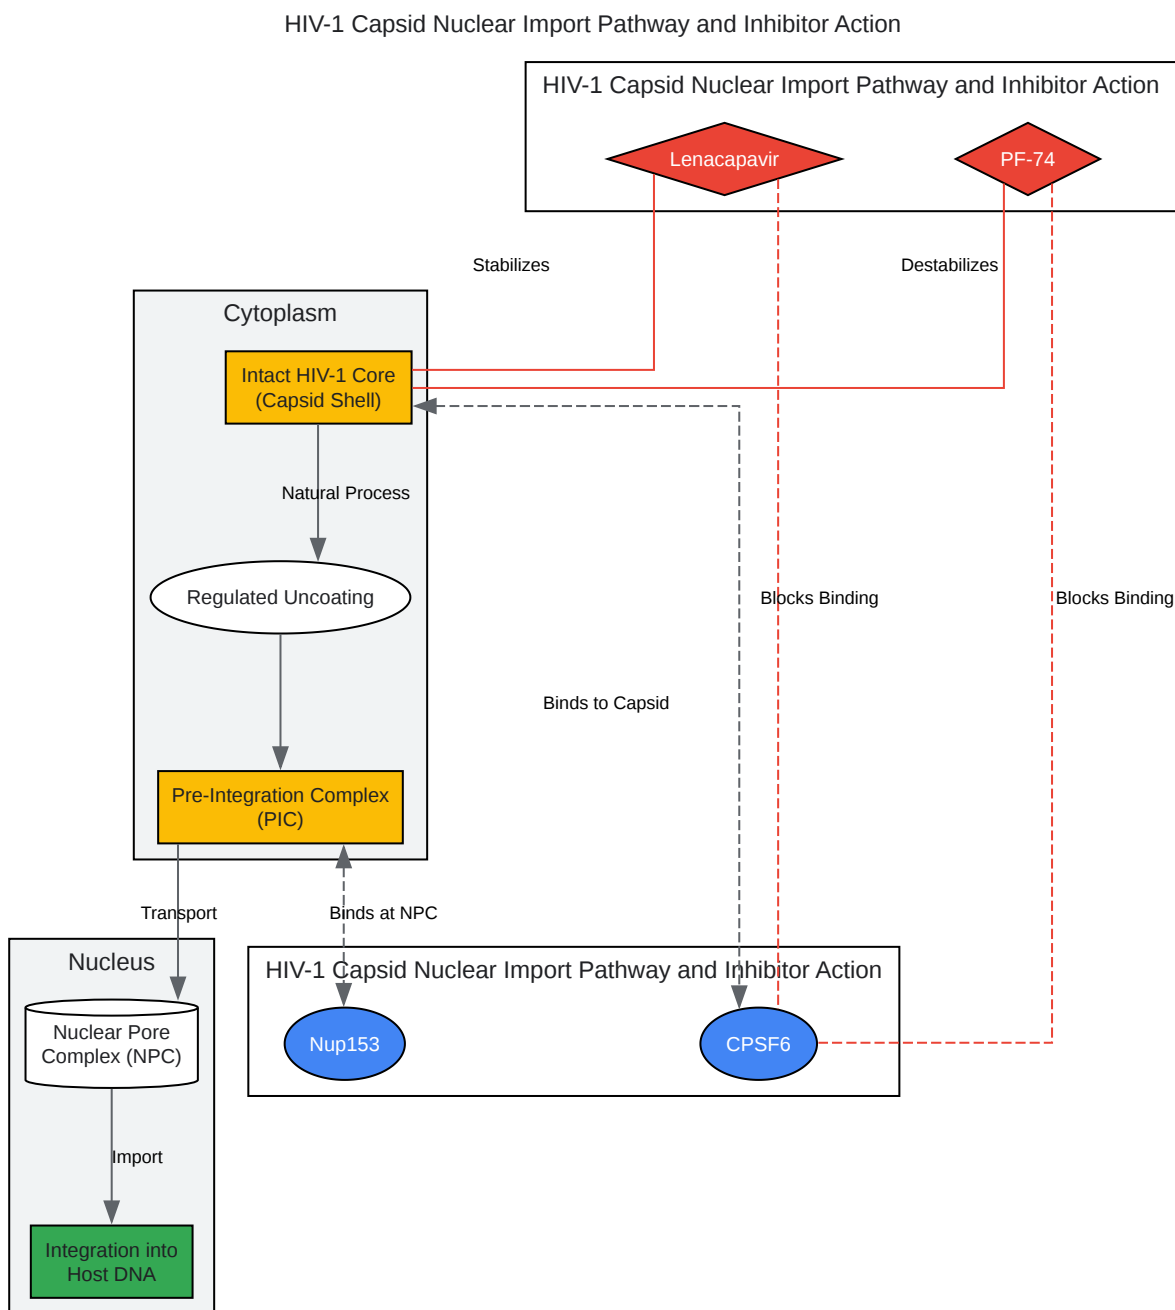 HIV-1 Capsid Nuclear Import Pathway and Inhibitor Action
HIV-1 Capsid Nuclear Import Pathway and Inhibitor Action
Lenacapavir
PF-74
Stabilizes
Destabilizes
Cytoplasm
Intact HIV-1 Core
(Capsid Shell)
Natural Process
Regulated Uncoating
Blocks Binding
Blocks Binding
Binds to Capsid
Pre-Integration Complex
(PIC)
Transport
Binds at NPC
Nucleus
HIV-1 Capsid Nuclear Import Pathway and Inhibitor Action
Nuclear Pore
Complex (NPC)
Nup153
CPSF6
Import
Integration into
Host DNA